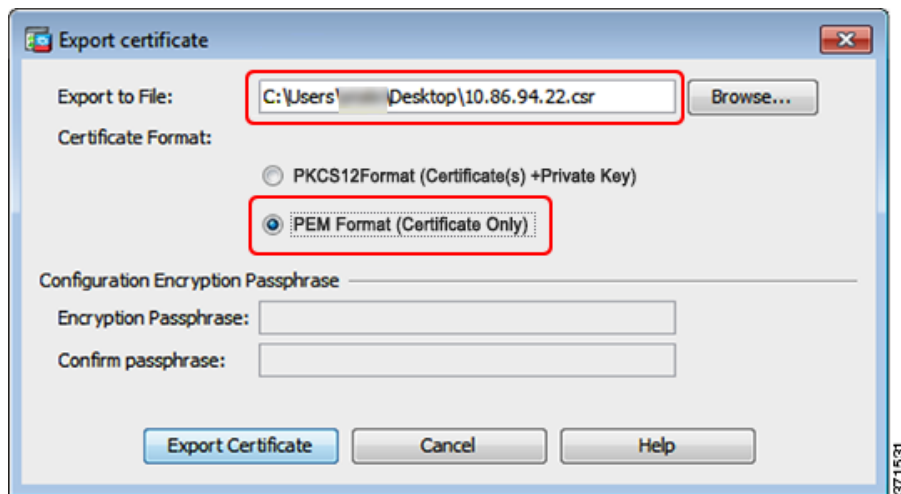 Export certificate
Export to File: C:\Users\ \Desktop\10.86.94.22.csr Browse...
Certificate Format:
PKCS12Format (Certificate(s) +Private Key)
PEM Format (Certificate Only)
Configuration Encryption Passphrase
Encryption Passphrase:
Confirm passphrase:
Export Certificate Cancel Help
371531